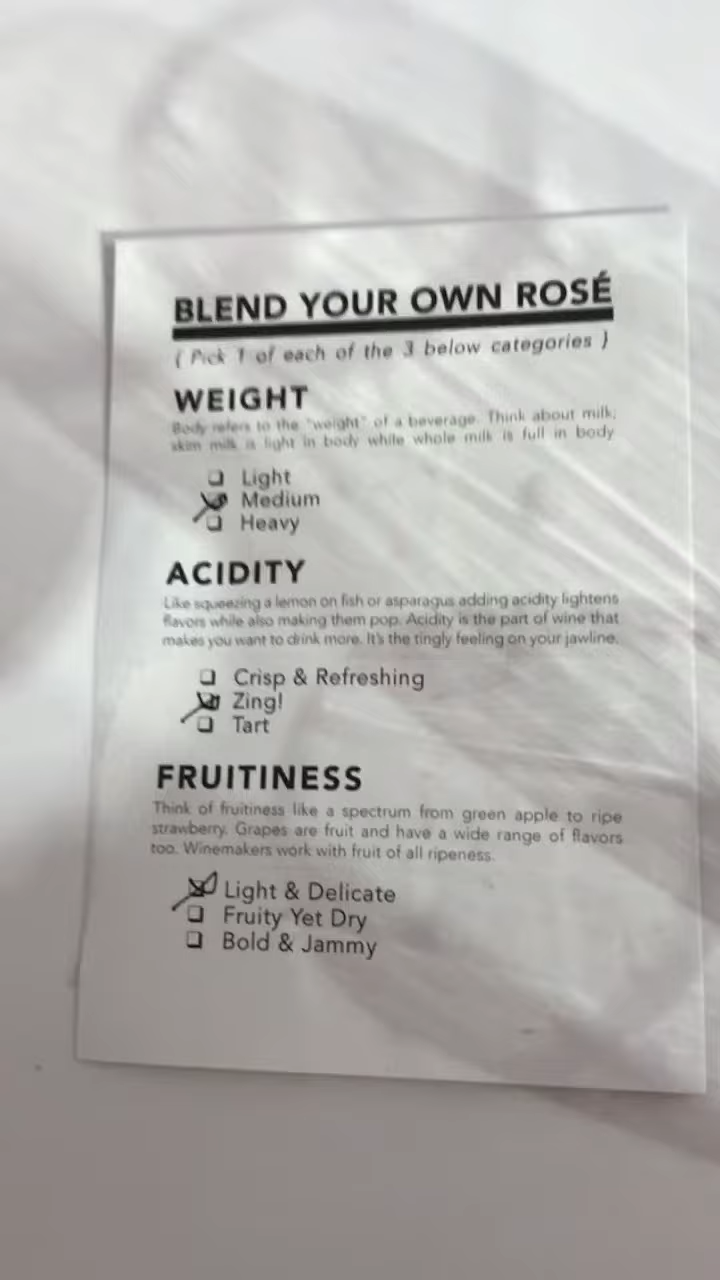 BLEND YOUR OWN ROSÉ
( Pick 1 of each of the 3 below categories )
WEIGHT
Body refers to the "weight" of a beverage. Think about milk,
skim milk is light in body while whole milk is full in body
Light
Medium
Heavy
ACIDITY
Like squeezing a lemon on fish or asparagus adding acidity lightens
flavors while also making them pop. Acidity is the part of wine that
makes you want to drink more. It's the tingly feeling on your jawline.
Crisp & Refreshing
Zing!
Tart
FRUITINESS
Think of fruitiness like a spectrum from green apple to ripe
strawberry. Grapes are fruit and have a wide range of flavors
too. Winemakers work with fruit of all ripeness.
Light & Delicate
Fruity Yet Dry
Bold & Jammy